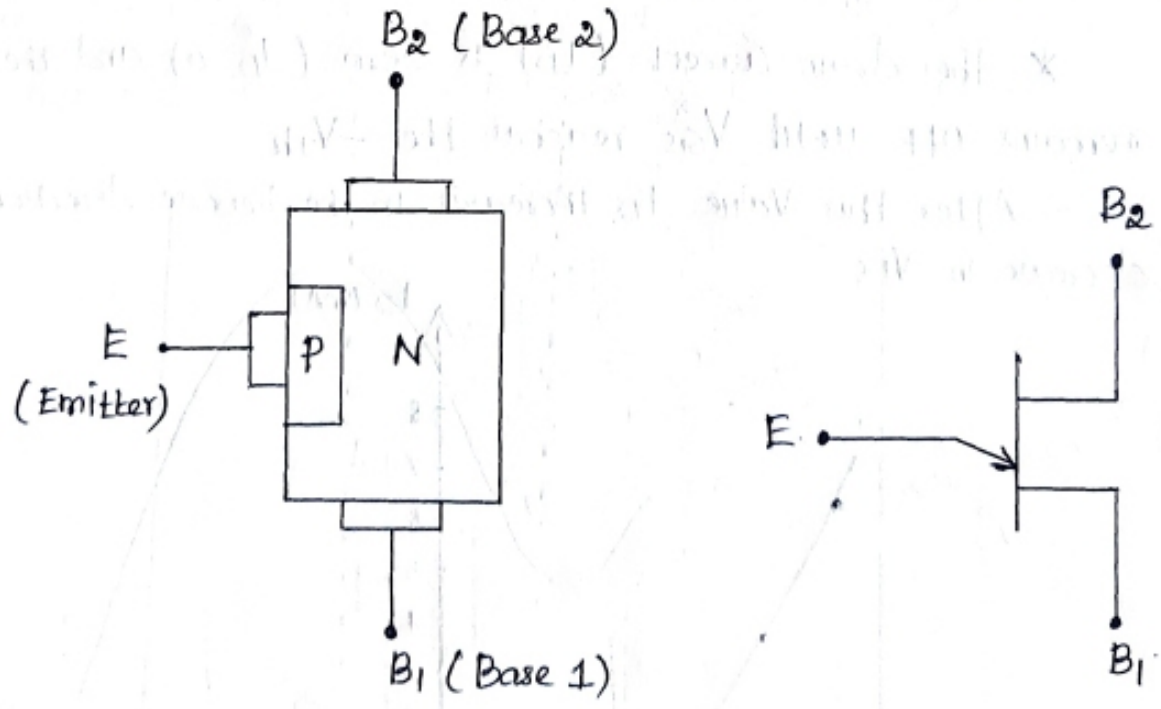 B₂ (Base 2)
E
(Emitter)
P
N
B₁ (Base 1)
B₂
E
B₁